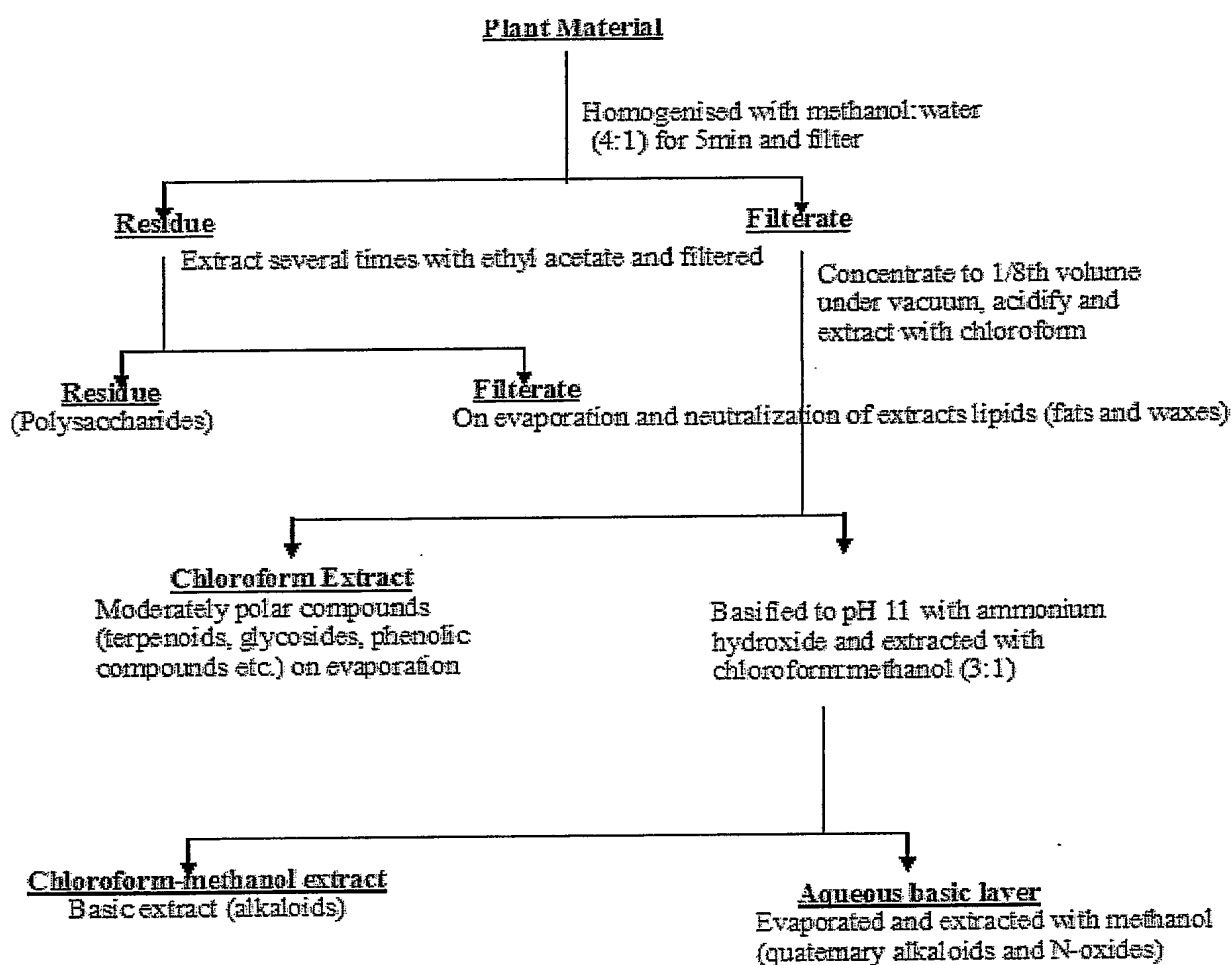 Plant Material
Homogenised with methanol:water
(4:1) for 5min and filter
Residue
Filterate
Extract several times with ethyl acetate and filtered
Concentrate to 1/8th volume
under vacuum, acidify and
extract with chloroform
Residue
(Polysaccharides)
Filterate
On evaporation and neutralization of extracts lipids (fats and waxes)
Chloroform Extract
Moderately polar compounds
(terpenoids, glycosides, phenolic
compounds etc.) on evaporation
Basified to pH 11 with ammonium
hydroxide and extracted with
chloroform:methanol (3:1)
Chloroform-methanol extract
Basic extract (alkaloids)
Aqueous basic layer
Evaporated and extracted with methanol
(quaternary alkaloids and N-oxides)